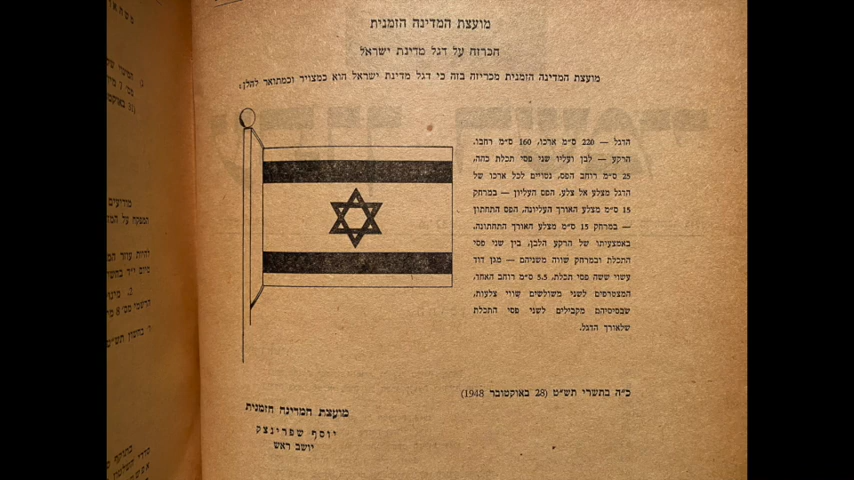 מועצת המדינה הזמנית
הכרזה על דגל מדינת ישראל
מועצת המדינה הזמנית מכריזה בזה כי דגל מדינת ישראל הוא כמצויר וכמתואר להלן:
הדגל — 220 ס״מ ארכו, 160 ס״מ רחבו.
הרקע — לבן ועליו שני פסי תכלת כהה,
25 ס״מ רוחב הפס, נטויים לכל ארכו של
הדגל מצלע אל צלע. הפס העליון — במרחק
15 ס״מ מצלע האורך העליונה, הפס התחתון
— במרחק 15 ס״מ מצלע האורך התחתונה.
באמצעיתו של הרקע הלבן, בין שני פסי
התכלת ובמרחק שווה משניהם — מגן דוד
עשוי ששה פסי תכלת, 5.5 ס״מ רוחב האחד,
המצטרפים לשני משולשים שווי צלעות,
שבסיסיהם מקבילים לשני פסי התכלת
שלאורך הדגל.
כ״ה בתשרי תש״ט (28 באוקטובר 1948)
מועצת המדינה הזמנית
יוסף שפרינצק
יושב ראש